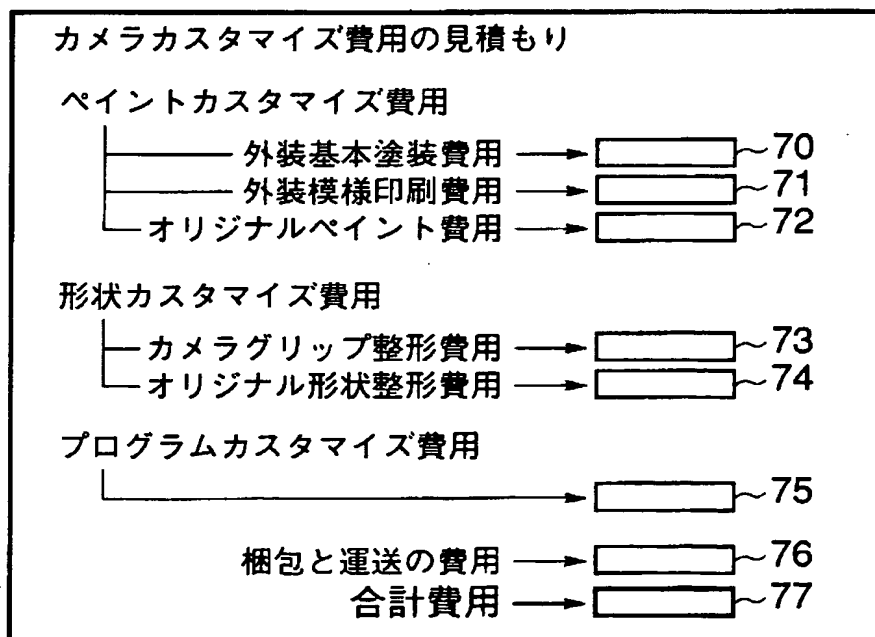 カメラカスタマイズ費用の見積もり
ペイントカスタマイズ費用
外装基本塗装費用 70
外装模様印刷費用 71
オリジナルペイント費用 72
形状カスタマイズ費用
カメラグリップ整形費用 73
オリジナル形状整形費用 74
プログラムカスタマイズ費用
75
梱包と運送の費用 76
合計費用 77